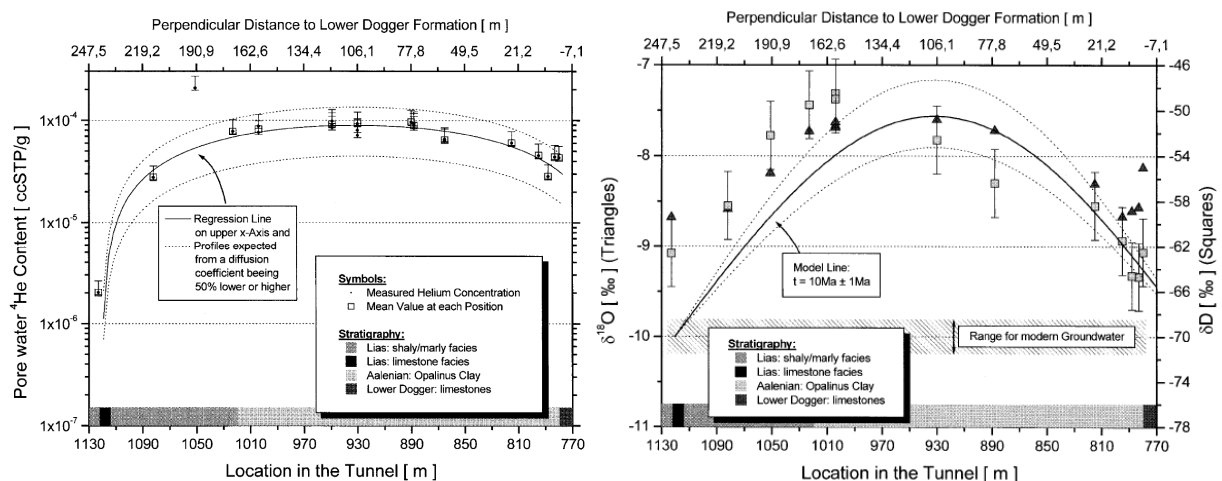 Perpendicular Distance to Lower Dogger Formation [ m ]
247,5 219,2 190,9 162,6 134,4 106,1 77,8 49,5 21,2 -7,1
Pore water ⁴He Content [ ccSTP/g ]
1x10⁻⁴
1x10⁻⁵
1x10⁻⁶
1x10⁻⁷
Regression Line
on upper x-Axis and
Profiles expected
from a diffusion
coefficient beeing
50% lower or higher
Symbols:
Measured Helium Concentration
Mean Value at each Position
Stratigraphy:
Lias: shaly/marly facies
Lias: limestone facies
Aalenian: Opalinus Clay
Lower Dogger: limestones
1130 1090 1050 1010 970 930 890 850 810 770
Location in the Tunnel [ m ]
Perpendicular Distance to Lower Dogger Formation [ m ]
247,5 219,2 190,9 162,6 134,4 106,1 77,8 49,5 21,2 -7,1
δ¹⁸O [ ‰ ] (Triangles)
-7
-8
-9
-10
-11
Model Line:
t = 10Ma ± 1Ma
Range for modern Groundwater
Stratigraphy:
Lias: shaly/marly facies
Lias: limestone facies
Aalenian: Opalinus Clay
Lower Dogger: limestones
-46
-50
-54
-58
-62
-66
-70
-74
-78
δD [ ‰ ] (Squares)
1130 1090 1050 1010 970 930 890 850 810 770
Location in the Tunnel [ m ]